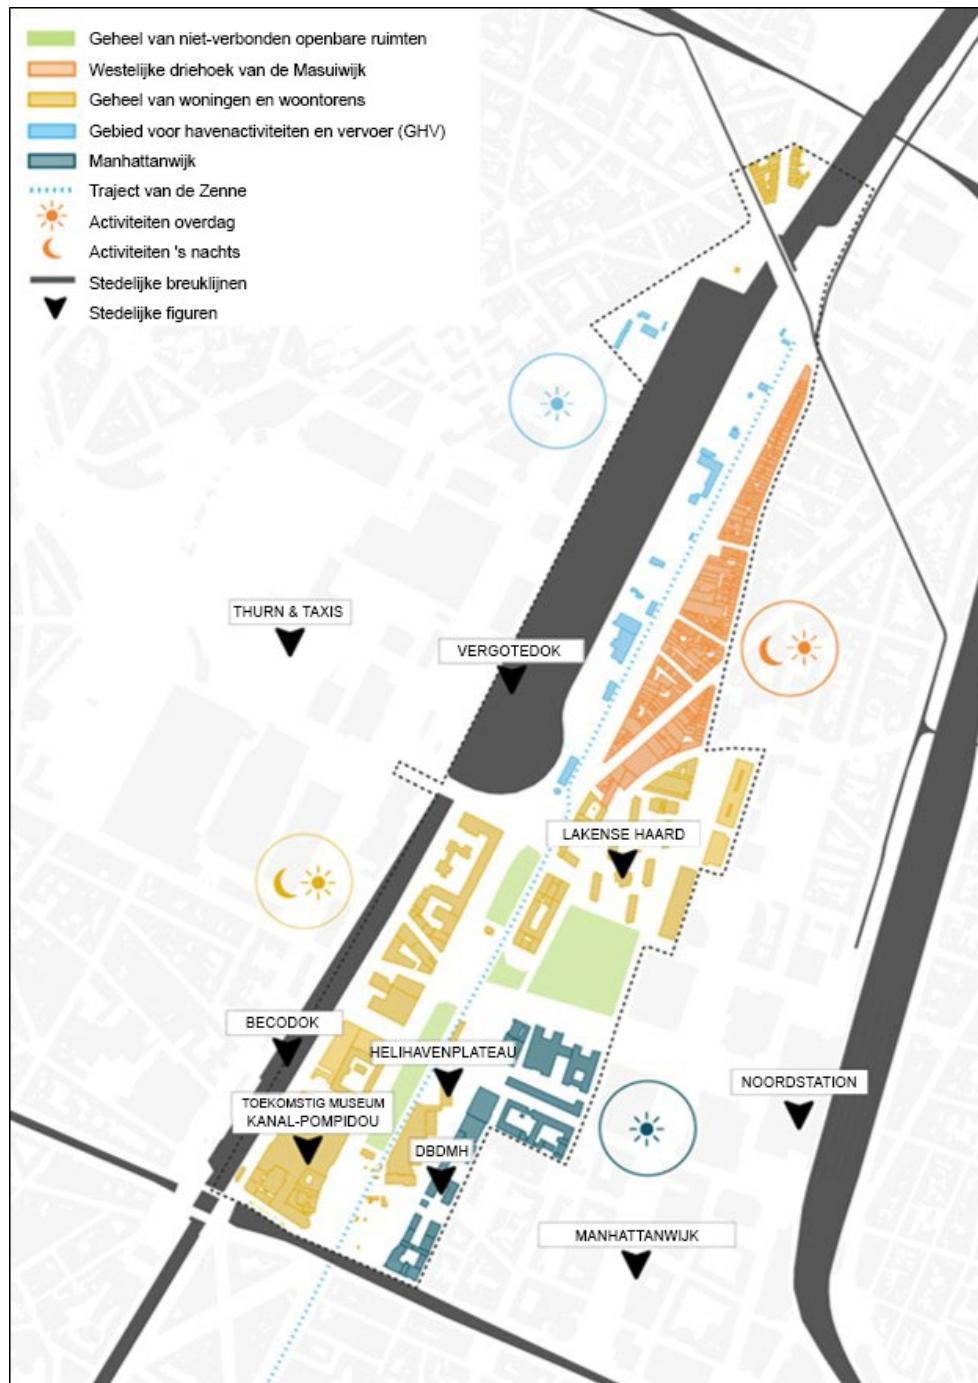 Geheel van niet-verbonden openbare ruimten
Westelijke driehoek van de Masuiwijk
Geheel van woningen en woontorens
Gebied voor havenactiviteiten en vervoer (GHV)
Manhattanwijk
Traject van de Zenne
Activiteiten overdag
Activiteiten 's nachts
Stedelijke breuklijnen
Stedelijke figuren
THURN & TAXIS
VERGOTEDOK
LAKENSE HAARD
BECODOK
HELIHAVENPLATEAU
NOORDSTATION
TOEKOMSTIG MUSEUM
KANAL-POMPIDOU
DBDMH
MANHATTANWIJK